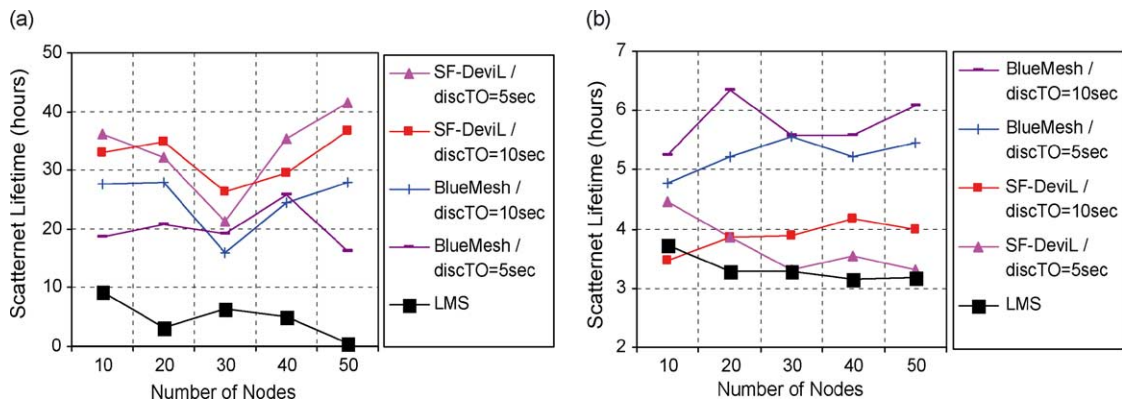 (a)
Scatternet Lifetime (hours)
50
40
30
20
10
0
10 20 30 40 50
Number of Nodes
SF-DeviL /
discTO=5sec
SF-DeviL /
discTO=10sec
BlueMesh /
discTO=10sec
BlueMesh /
discTO=5sec
LMS
(b)
Scatternet Lifetime (hours)
7
6
5
4
3
2
10 20 30 40 50
Number of Nodes
BlueMesh /
discTO=10sec
BlueMesh /
discTO=5sec
SF-DeviL /
discTO=10sec
SF-DeviL /
discTO=5sec
LMS